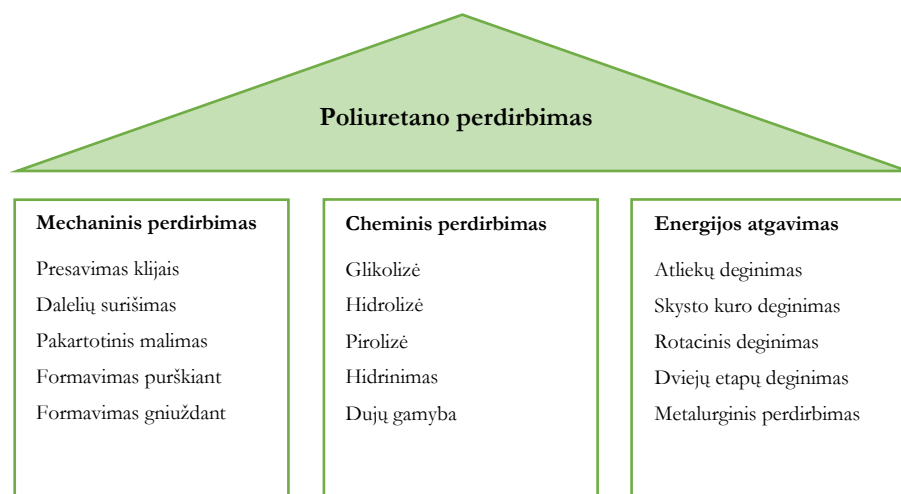 Poliuretano perdirbimas
Mechaninis perdirbimas
Presavimas klijais
Dalelių surišimas
Pakartotinis malimas
Formavimas purškiant
Formavimas gniuždant
Cheminis perdirbimas
Glikolizė
Hidrolizė
Pirolizė
Hidrinimas
Dujų gamyba
Energijos atgavimas
Atliekų deginimas
Skysto kuro deginimas
Rotacinis deginimas
Dviejų etapų deginimas
Metalurginis perdirbimas